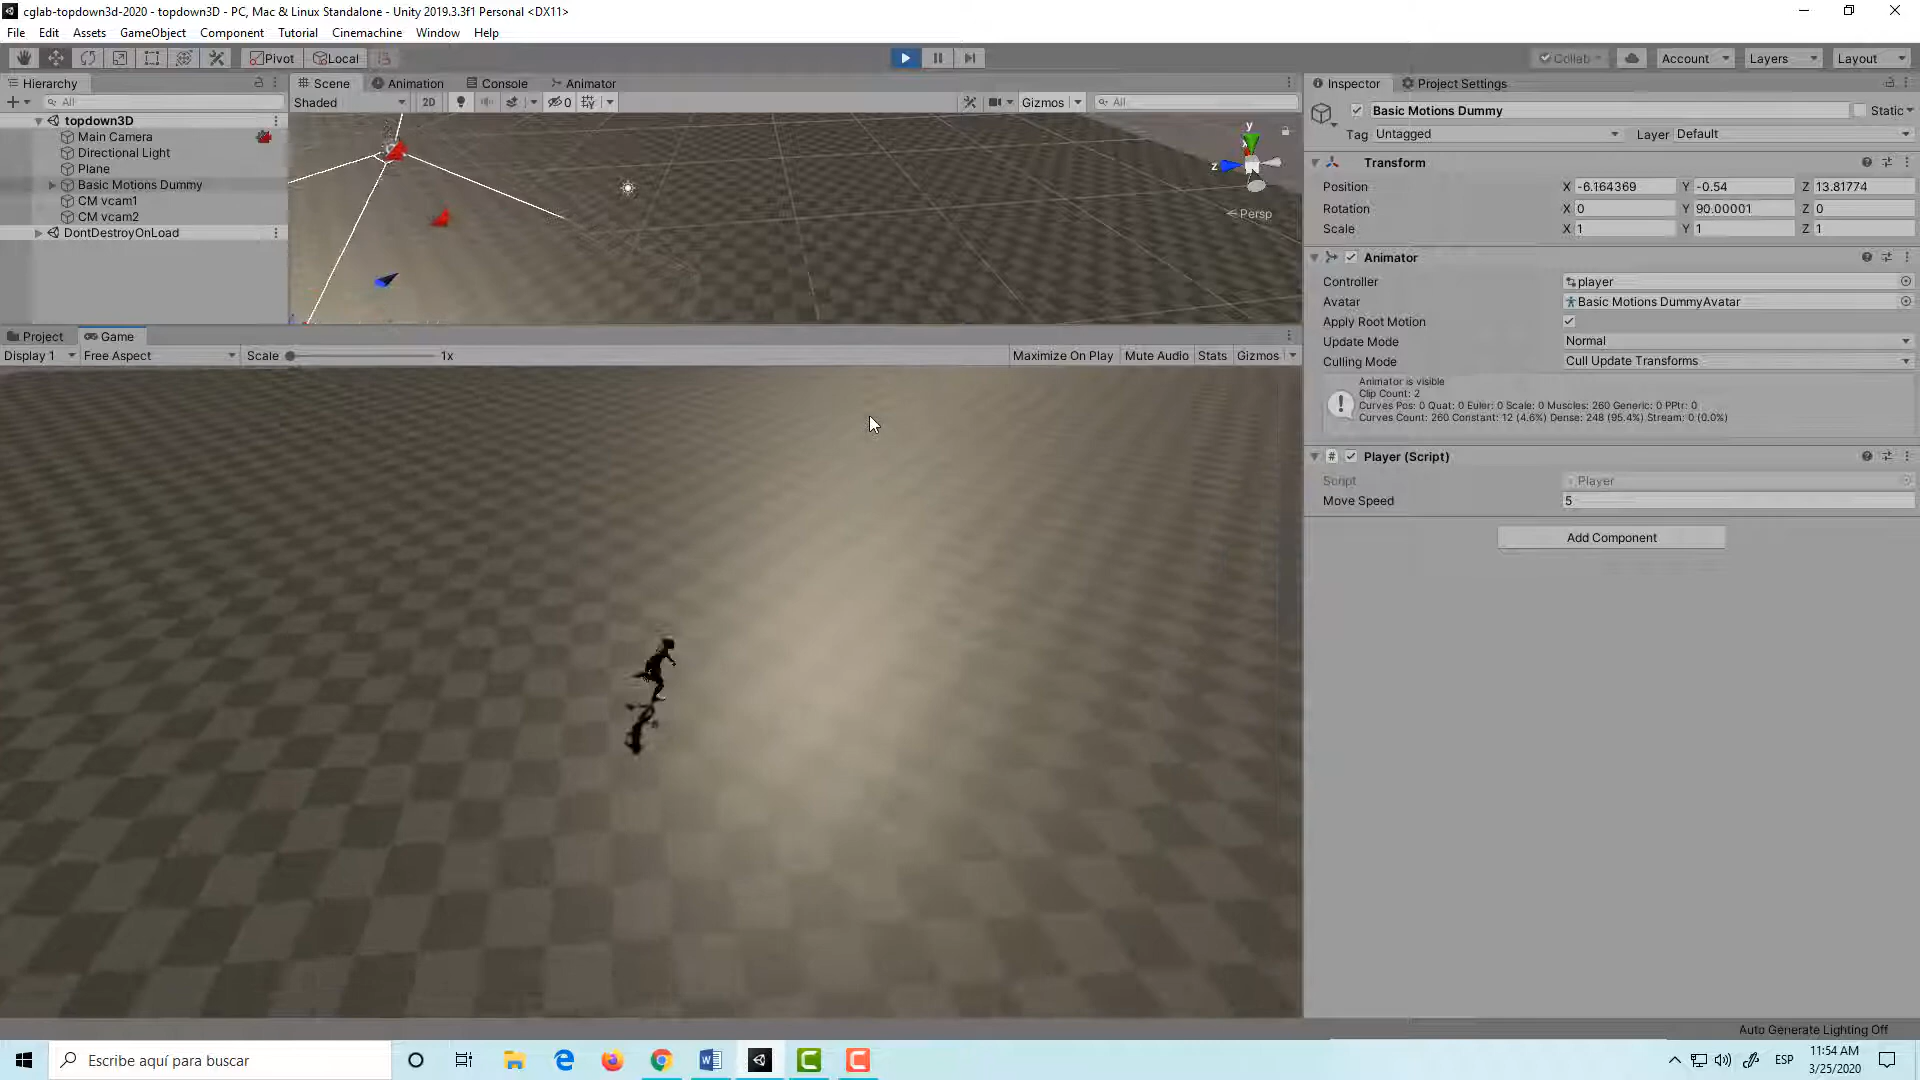 cglab-topdown3d-2020 - topdown3D - PC, Mac & Linux Standalone - Unity 2019.3.3f1 Personal <DX11>
File Edit Assets GameObject Component Tutorial Cinemachine Window Help
Pivot Local Collab Account Layers Layout
Hierarchy Scene Animation Console Animator Inspector Project Settings
All Shaded 2D 0 Gizmos All
topdown3D
Main Camera
Directional Light
Plane
Basic Motions Dummy
CM vcam1
CM vcam2
DontDestroyOnLoad
y
x
z
Persp
Basic Motions Dummy Static
Tag Untagged Layer Default
Transform
Position X -6.164369 Y -0.54 Z 13.81774
Rotation X 0 Y 90.00001 Z 0
Scale X 1 Y 1 Z 1
Animator
Controller player
Avatar Basic Motions DummyAvatar
Apply Root Motion
Update Mode Normal
Culling Mode Cull Update Transforms
Animator is visible
Clip Count: 2
Curves Pos: 0 Quat: 0 Euler: 0 Scale: 0 Muscles: 260 Generic: 0 PPtr: 0
Curves Count: 260 Constant: 12 (4.6%) Dense: 248 (95.4%) Stream: 0 (0.0%)
# Player (Script)
Script Player
Move Speed 5
Add Component
Project Game
Display 1 Free Aspect Scale 1x Maximize On Play Mute Audio Stats Gizmos
Auto Generate Lighting Off
Escribe aquí para buscar
ESP
11:54 AM
3/25/2020